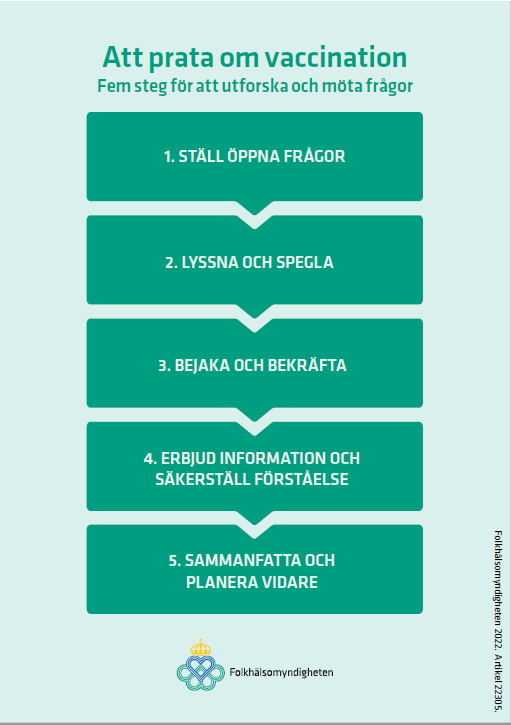 Att prata om vaccination
Fem steg för att utforska och möta frågor
1. STÄLL ÖPPNA FRÅGOR
2. LYSSNA OCH SPEGLA
3. BEJAKA OCH BEKRÄFTA
4. ERBJUD INFORMATION OCH
SÄKERSTÄLL FÖRSTÅELSE
5. SAMMANFATTA OCH
PLANERA VIDARE
Folkhälsomyndigheten
Folkhälsomyndigheten 2022. Artikel 22305.